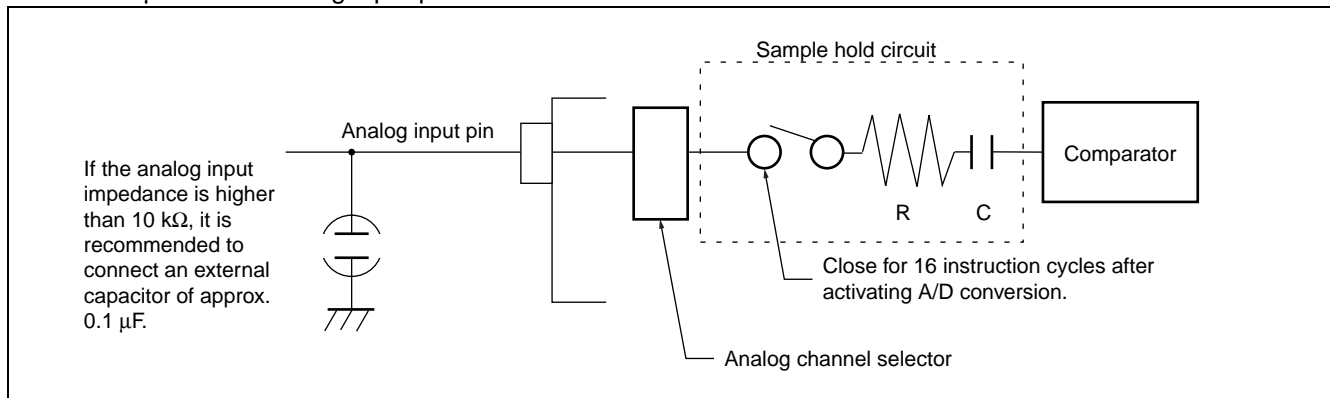 Sample hold circuit
Analog input pin
If the analog input
impedance is higher
than 10 kΩ, it is
recommended to
connect an external
capacitor of approx.
0.1 μF.
Comparator
R
C
Close for 16 instruction cycles after
activating A/D conversion.
Analog channel selector